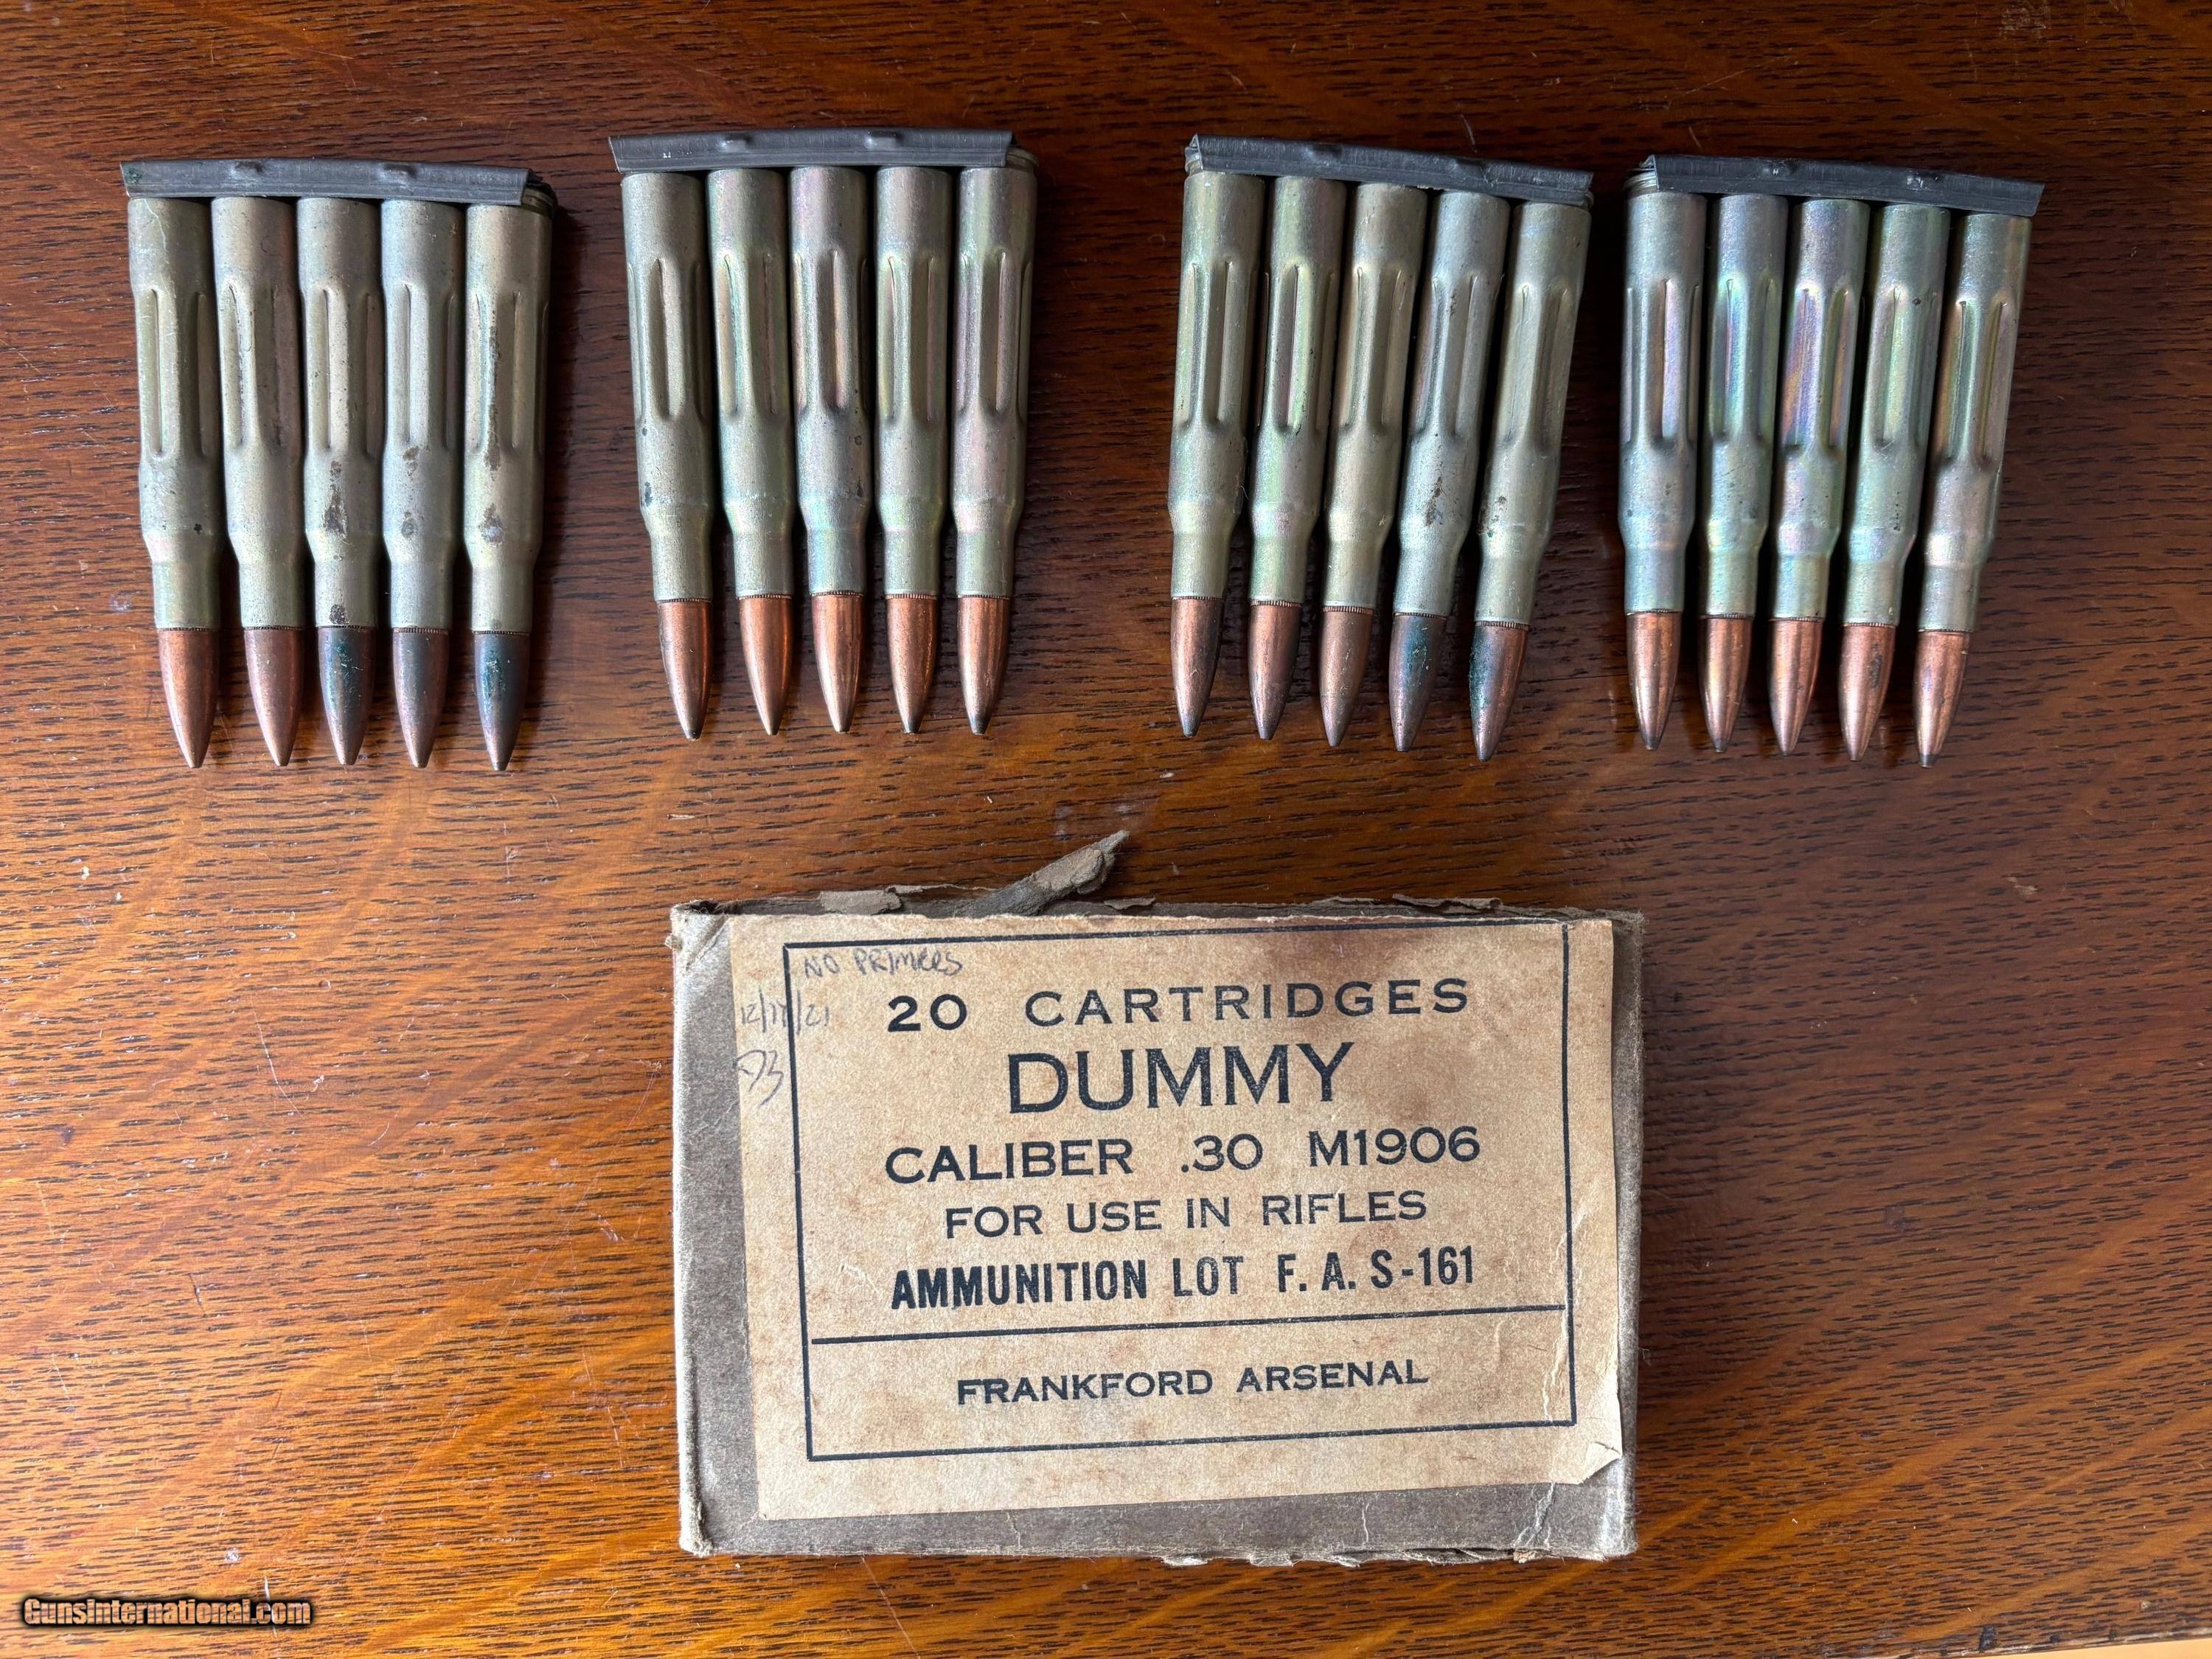 NO PRIMERS
12/17/21
20 CARTRIDGES
DUMMY
CALIBER .30 M1906
FOR USE IN RIFLES
AMMUNITION LOT F. A. S-161
FRANKFORD ARSENAL
GunsInternational.com